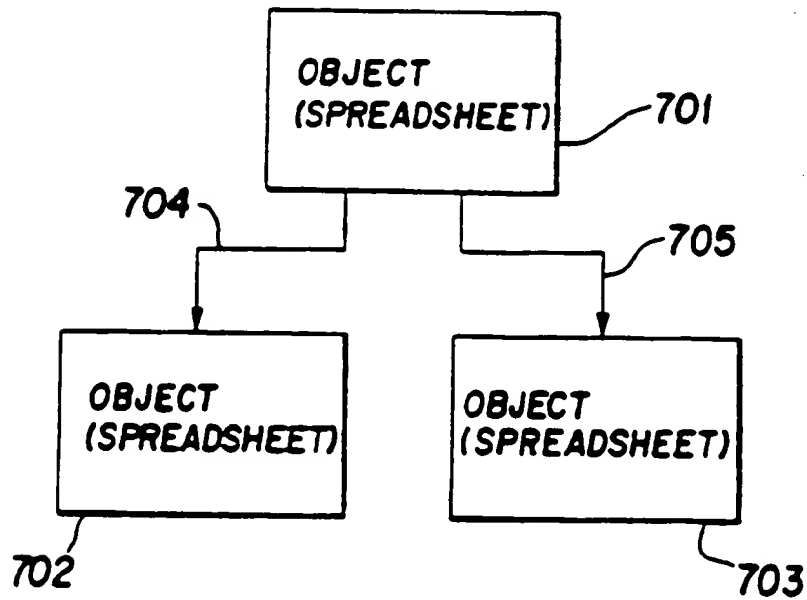 OBJECT
(SPREADSHEET)
701
704
705
OBJECT
(SPREADSHEET)
OBJECT
(SPREADSHEET)
702
703